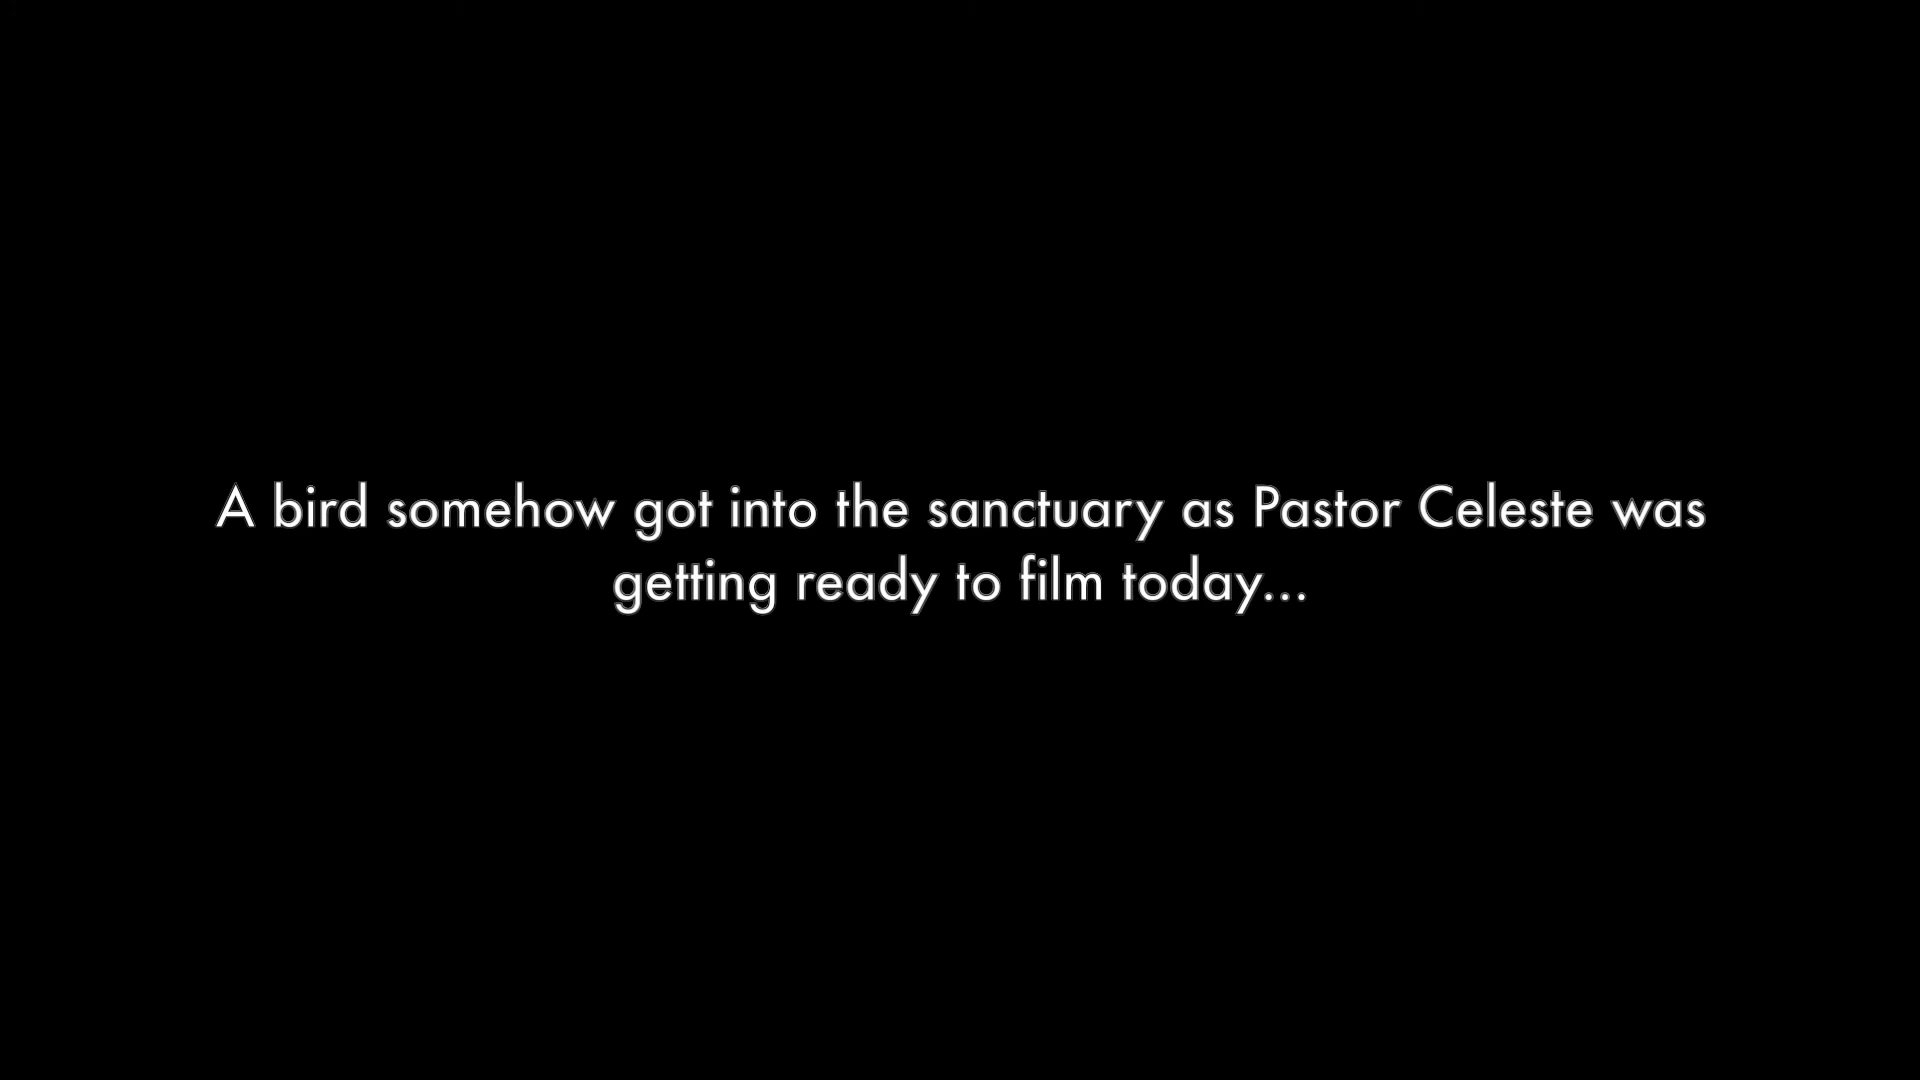 A bird somehow got into the sanctuary as Pastor Celeste was
getting ready to film today...